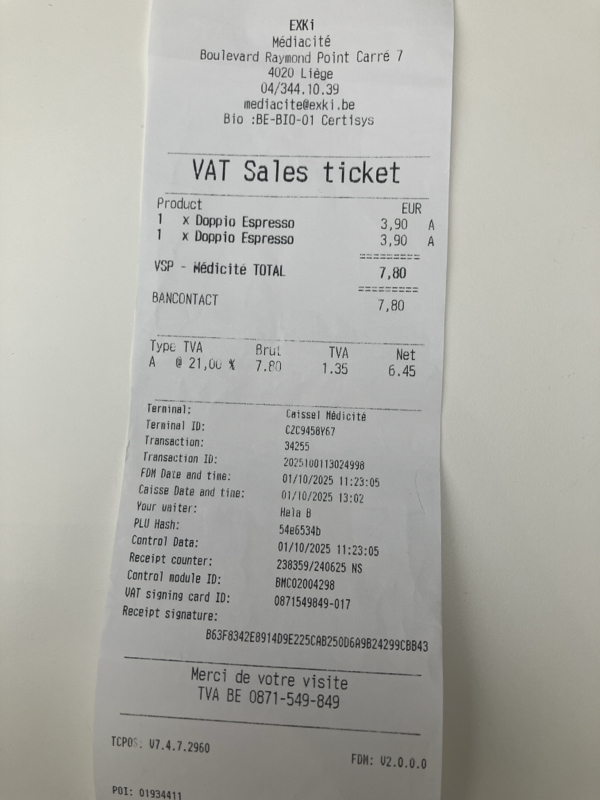 EXKi
Médiacité
Boulevard Raymond Point Carré 7
4020 Liège
04/344.10.39
mediacite@exki.be
Bio :BE-BIO-01 Certisys
VAT Sales ticket
Product EUR
1 x Doppio Espresso 3,90 A
1 x Doppio Espresso 3,90 A
=========
VSP - Médicité TOTAL 7,80
=========
BANCONTACT 7,80
Type TVA Brut TVA Net
A @ 21,00 % 7.80 1.35 6.45
Terminal: Caisse1 Médicité
Terminal ID: CZC9458Y67
Transaction: 34255
Transaction ID: 2025100113024998
FDM Date and time: 01/10/2025 11:23:05
Caisse Date and time: 01/10/2025 13:02
Your waiter: Hela B
PLU Hash: 54e6534b
Control Data: 01/10/2025 11:23:05
Receipt counter: 238359/240625 NS
Control module ID: BMC02004298
VAT signing card ID: 0871549849-017
Receipt signature:
B63F8342E8914D9E225CAB250D6A9B24299CBB43
Merci de votre visite
TVA BE 0871-549-849
TCPOS: V7.4.7.2960 FDM: V2.0.0.0
POI: 01934411